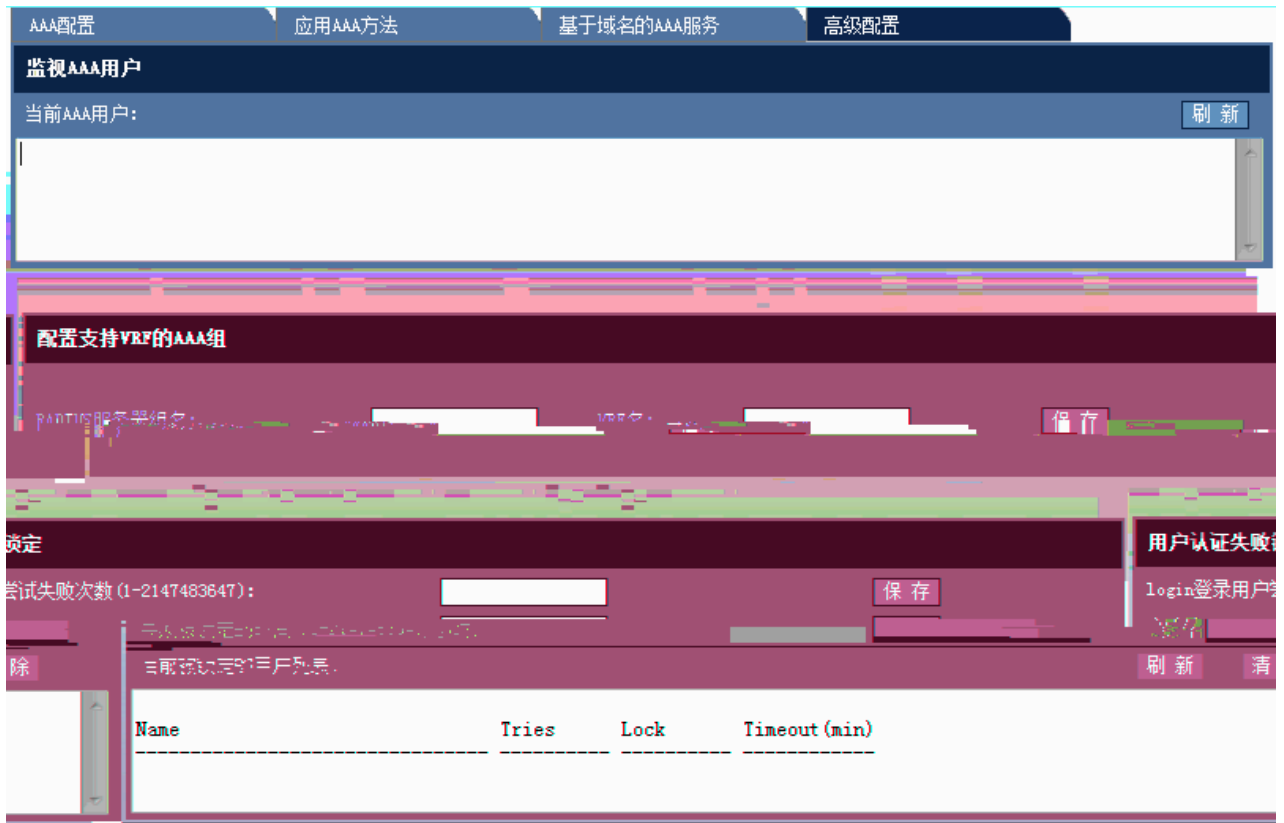 AAA配置 应用AAA方法 基于域名的AAA服务 高级配置
监视AAA用户
当前AAA用户: 刷 新
配置支持VRF的AAA组
服务器组名: 保 存
锁定 用户认证失败
尝试失败次数(1-2147483647): 保 存 login登录用户
除 刷 新 清
Name Tries Lock Timeout(min)